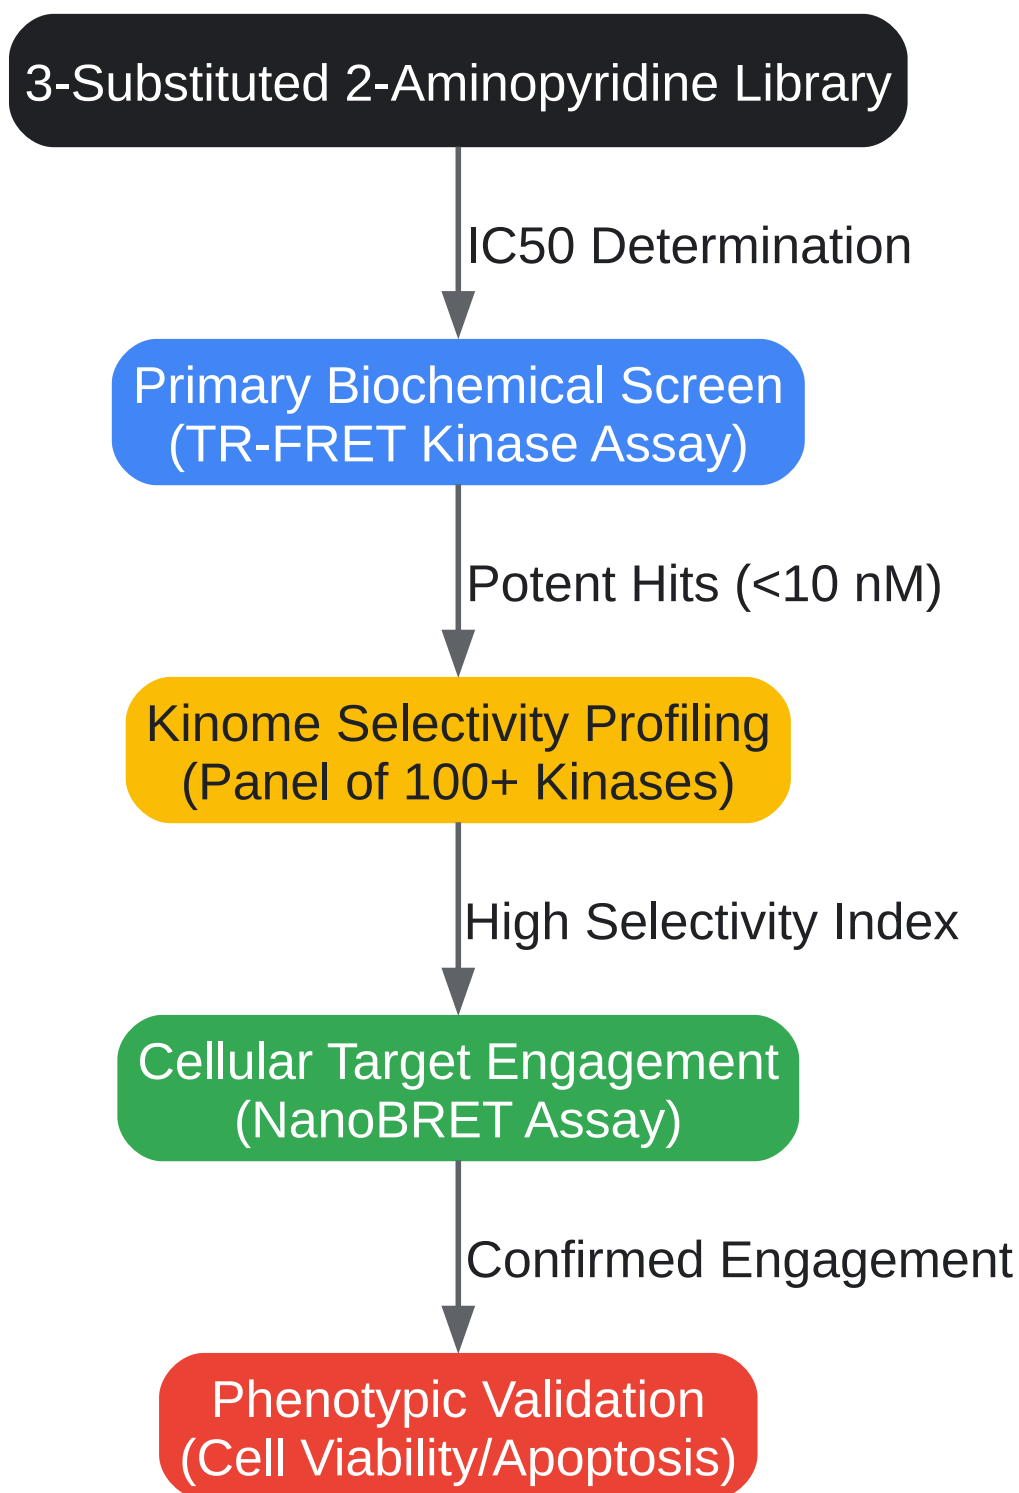 3-Substituted 2-Aminopyridine Library
IC50 Determination
Primary Biochemical Screen
(TR-FRET Kinase Assay)
Potent Hits (<10 nM)
Kinome Selectivity Profiling
(Panel of 100+ Kinases)
High Selectivity Index
Cellular Target Engagement
(NanoBRET Assay)
Confirmed Engagement
Phenotypic Validation
(Cell Viability/Apoptosis)